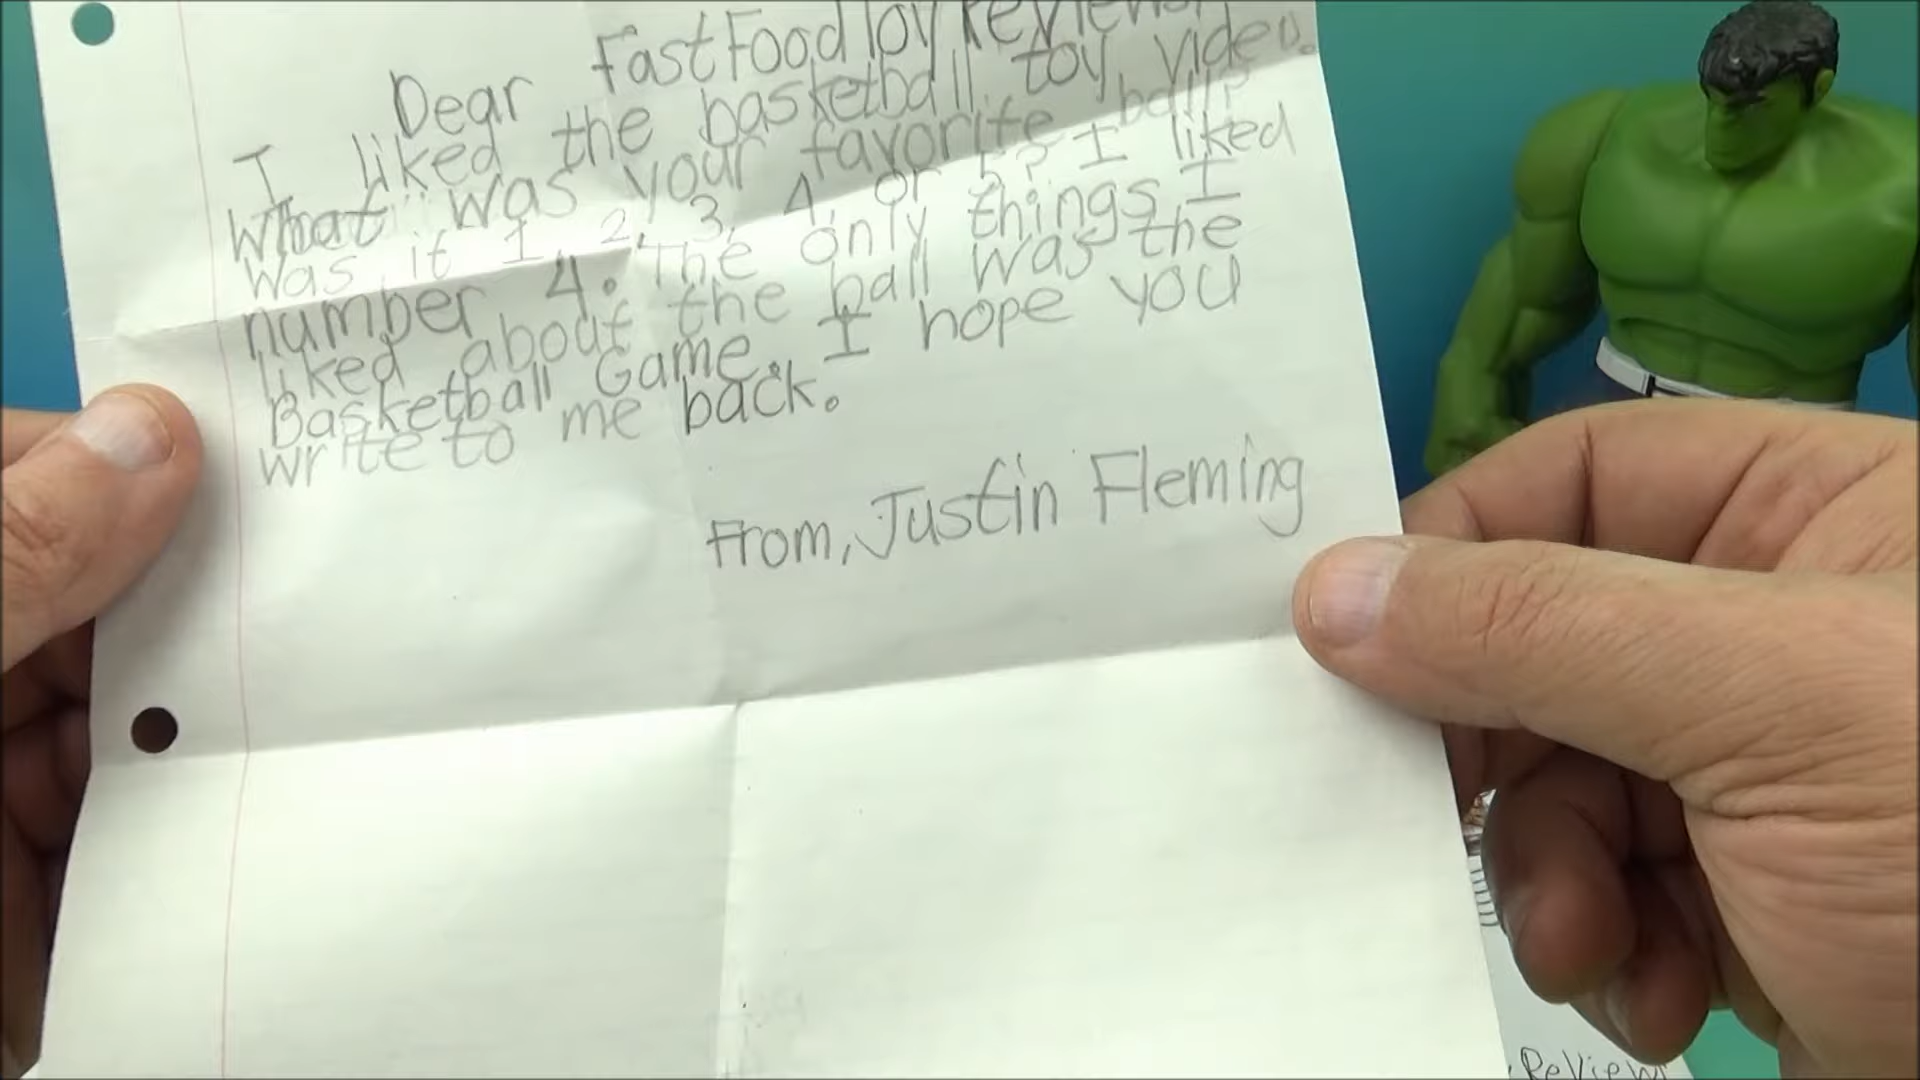 Dear FastFoodToyReviews,
I liked the basketball toy video.
What was your favorite ball?
was it 1, 2, 3, 4, or 5? I liked
number 4. The only things I
liked about the ball was the
Basketball Game. I hope you
write to me back.
From, Justin Fleming
Review